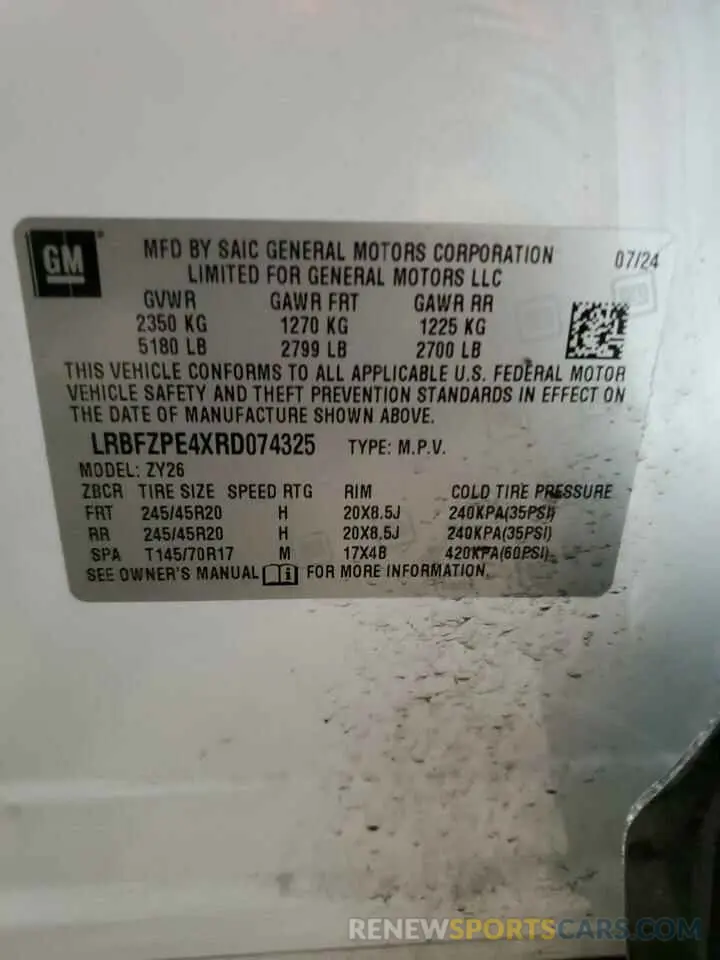 GM
MFD BY SAIC GENERAL MOTORS CORPORATION 07/24
LIMITED FOR GENERAL MOTORS LLC
GVWR GAWR FRT GAWR RR
2350 KG 1270 KG 1225 KG
5180 LB 2799 LB 2700 LB
THIS VEHICLE CONFORMS TO ALL APPLICABLE U.S. FEDERAL MOTOR
VEHICLE SAFETY AND THEFT PREVENTION STANDARDS IN EFFECT ON
THE DATE OF MANUFACTURE SHOWN ABOVE.
LRBFZPE4XRD074325 TYPE: M.P.V.
MODEL: ZY26
ZBCR TIRE SIZE SPEED RTG RIM COLD TIRE PRESSURE
FRT 245/45R20 H 20X8.5J 240KPA(35PSI)
RR 245/45R20 H 20X8.5J 240KPA(35PSI)
SPA T145/70R17 M 17X4B 420KPA(60PSI)
SEE OWNER'S MANUAL i FOR MORE INFORMATION.
RENEWSPORTSCARS.COM